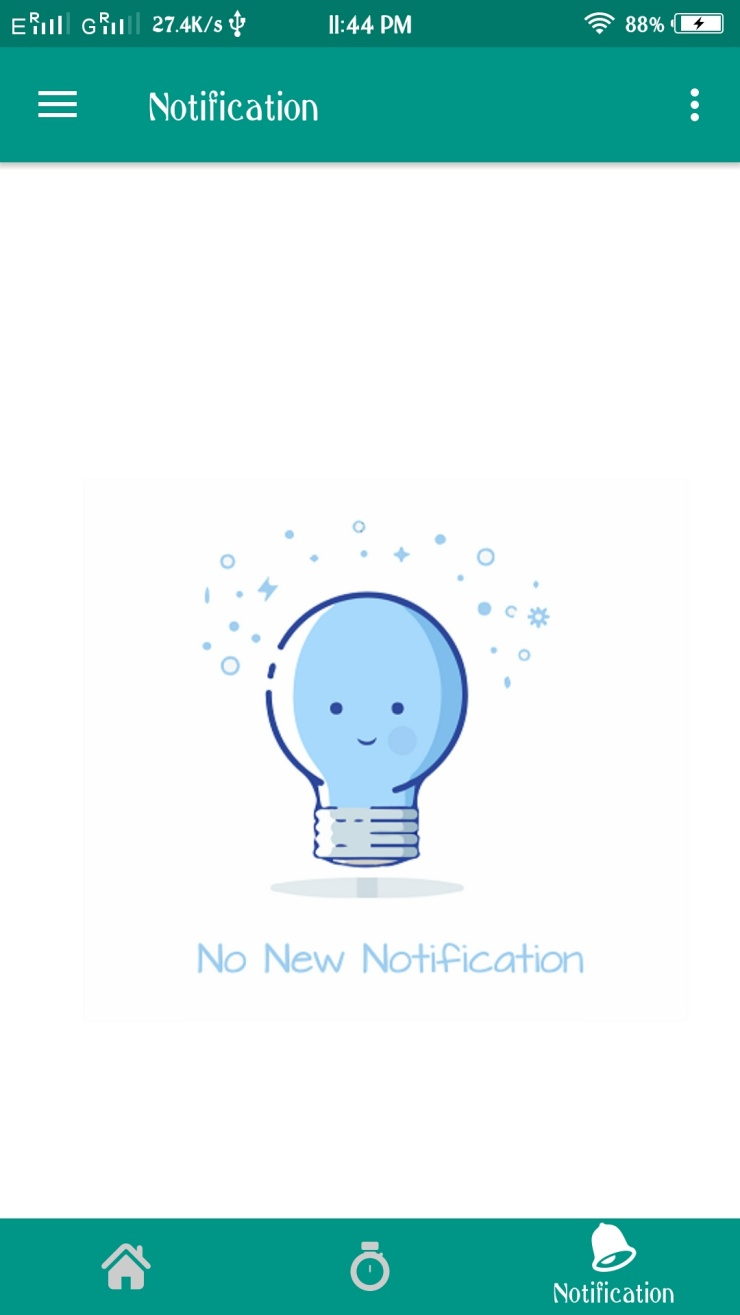 E R G R 27.4K/s 11:44 PM 88%
Notification
No New Notification
Notification